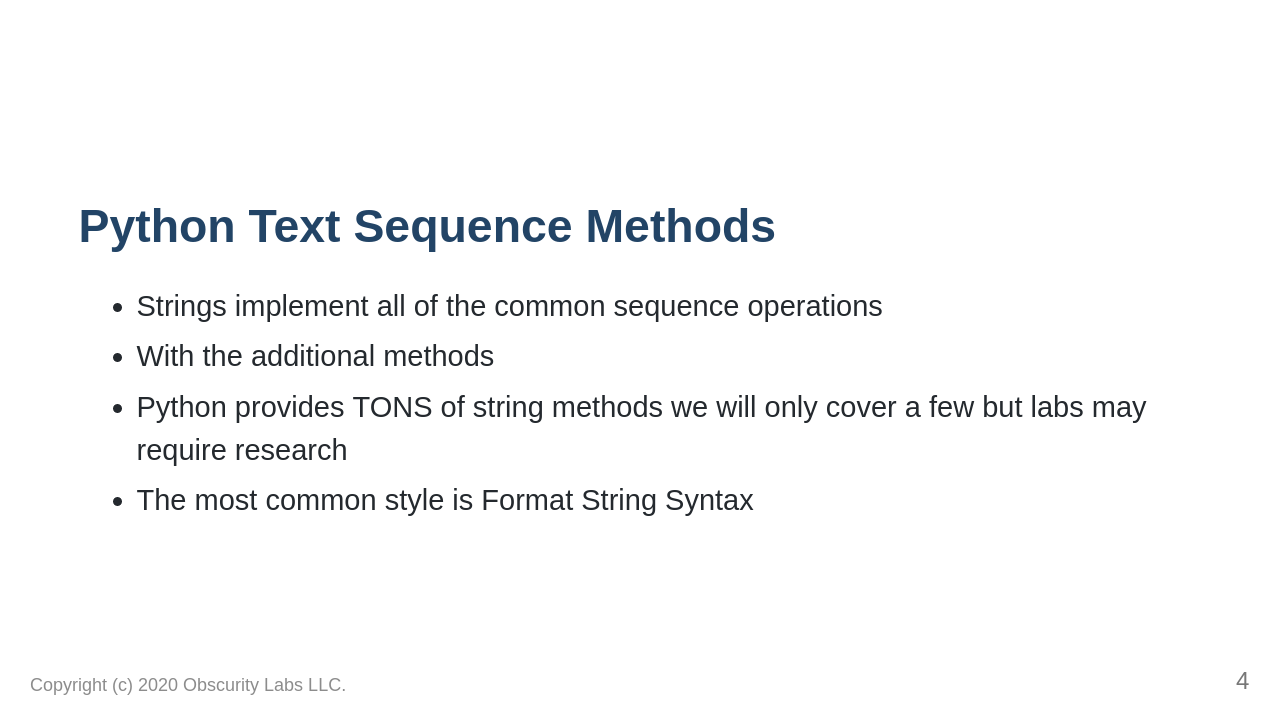 Python Text Sequence Methods
• Strings implement all of the common sequence operations
• With the additional methods
• Python provides TONS of string methods we will only cover a few but labs may
require research
• The most common style is Format String Syntax
Copyright (c) 2020 Obscurity Labs LLC.
4